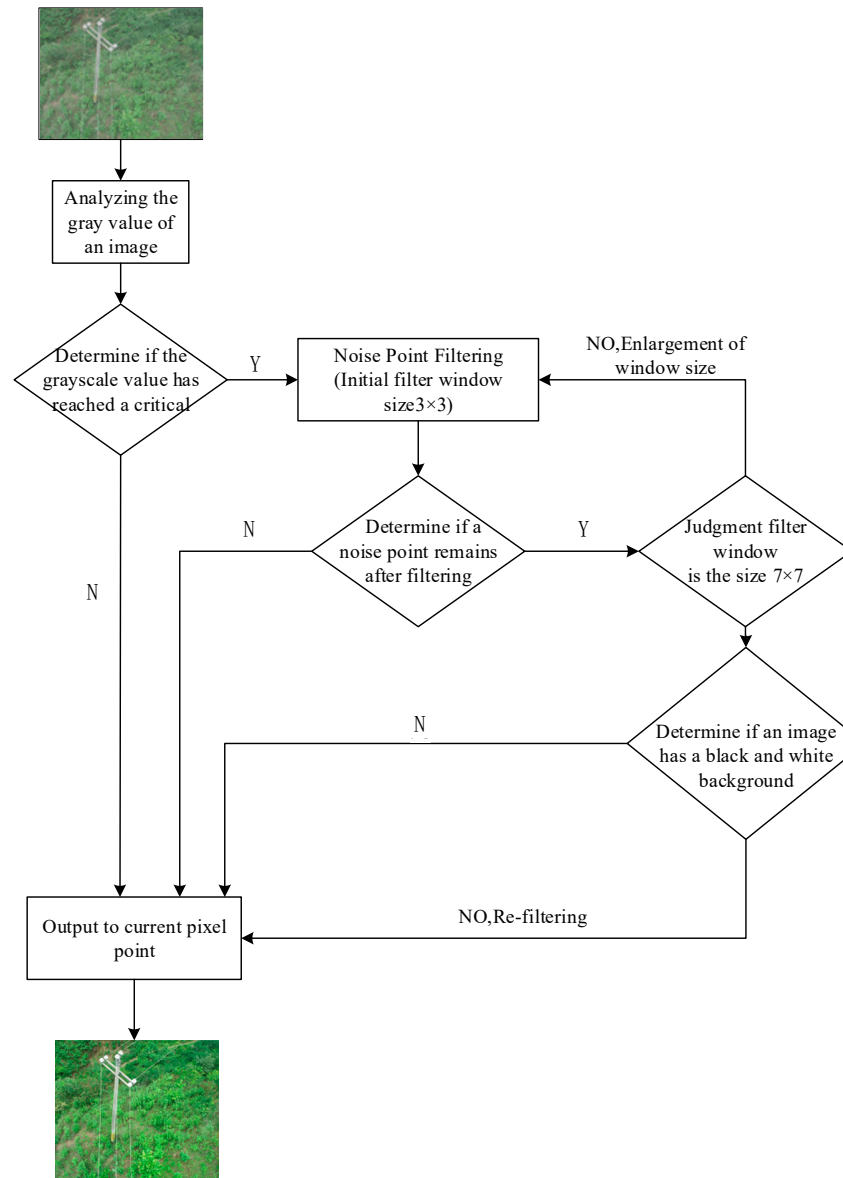 Analyzing the
gray value of
an image
Determine if the
grayscale value has
reached a critical
Y
Noise Point Filtering
(Initial filter window
size3×3)
NO,Enlargement of
window size
N
N
Determine if a
noise point remains
after filtering
Y
Judgment filter
window
is the size 7×7
N
Determine if an image
has a black and white
background
Output to current pixel
point
NO,Re-filtering